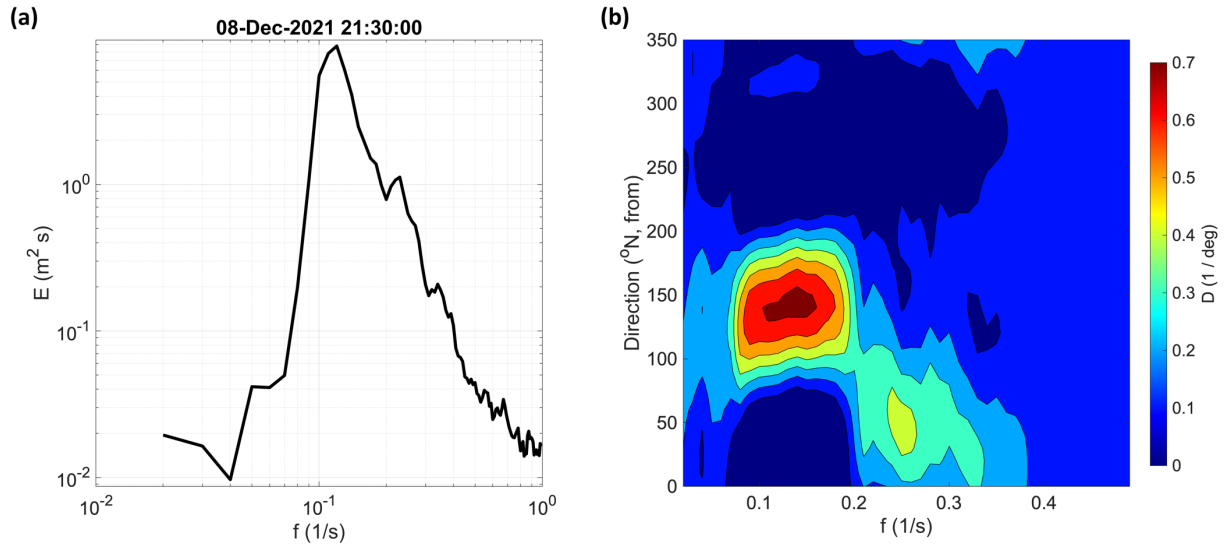 (a)
08-Dec-2021 21:30:00
E (m² s)
10⁰
10⁻¹
10⁻²
10⁻² 10⁻¹ 10⁰
f (1/s)
(b)
Direction (ºN, from)
350
300
250
200
150
100
50
0
0.1 0.2 0.3 0.4
f (1/s)
0.7
0.6
0.5
0.4
0.3
0.2
0.1
0
D (1 / deg)